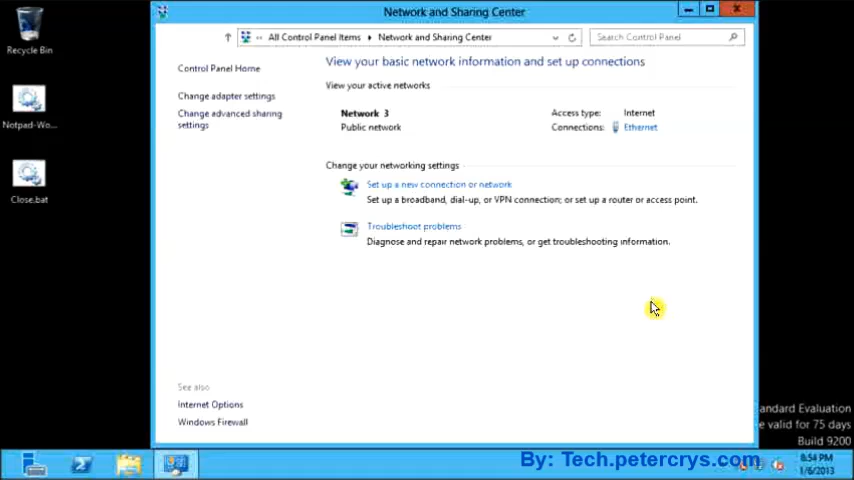 Network and Sharing Center
Recycle Bin
All Control Panel Items
Network and Sharing Center
Search Control Panel
Control Panel Home
View your basic network information and set up connections
View your active networks
Change adapter settings
Change advanced sharing
settings
Network 3
Public network
Access type: Internet
Connections: Ethernet
Notpad-Wo...
Close.bat
Change your networking settings
Set up a new connection or network
Set up a broadband, dial-up, or VPN connection; or set up a router or access point.
Troubleshoot problems
Diagnose and repair network problems, or get troubleshooting information.
See also
Internet Options
Windows Firewall
andard Evaluation
e valid for 75 days
Build 9200
By: Tech.petercrys.com
8:54 PM
1/6/2013